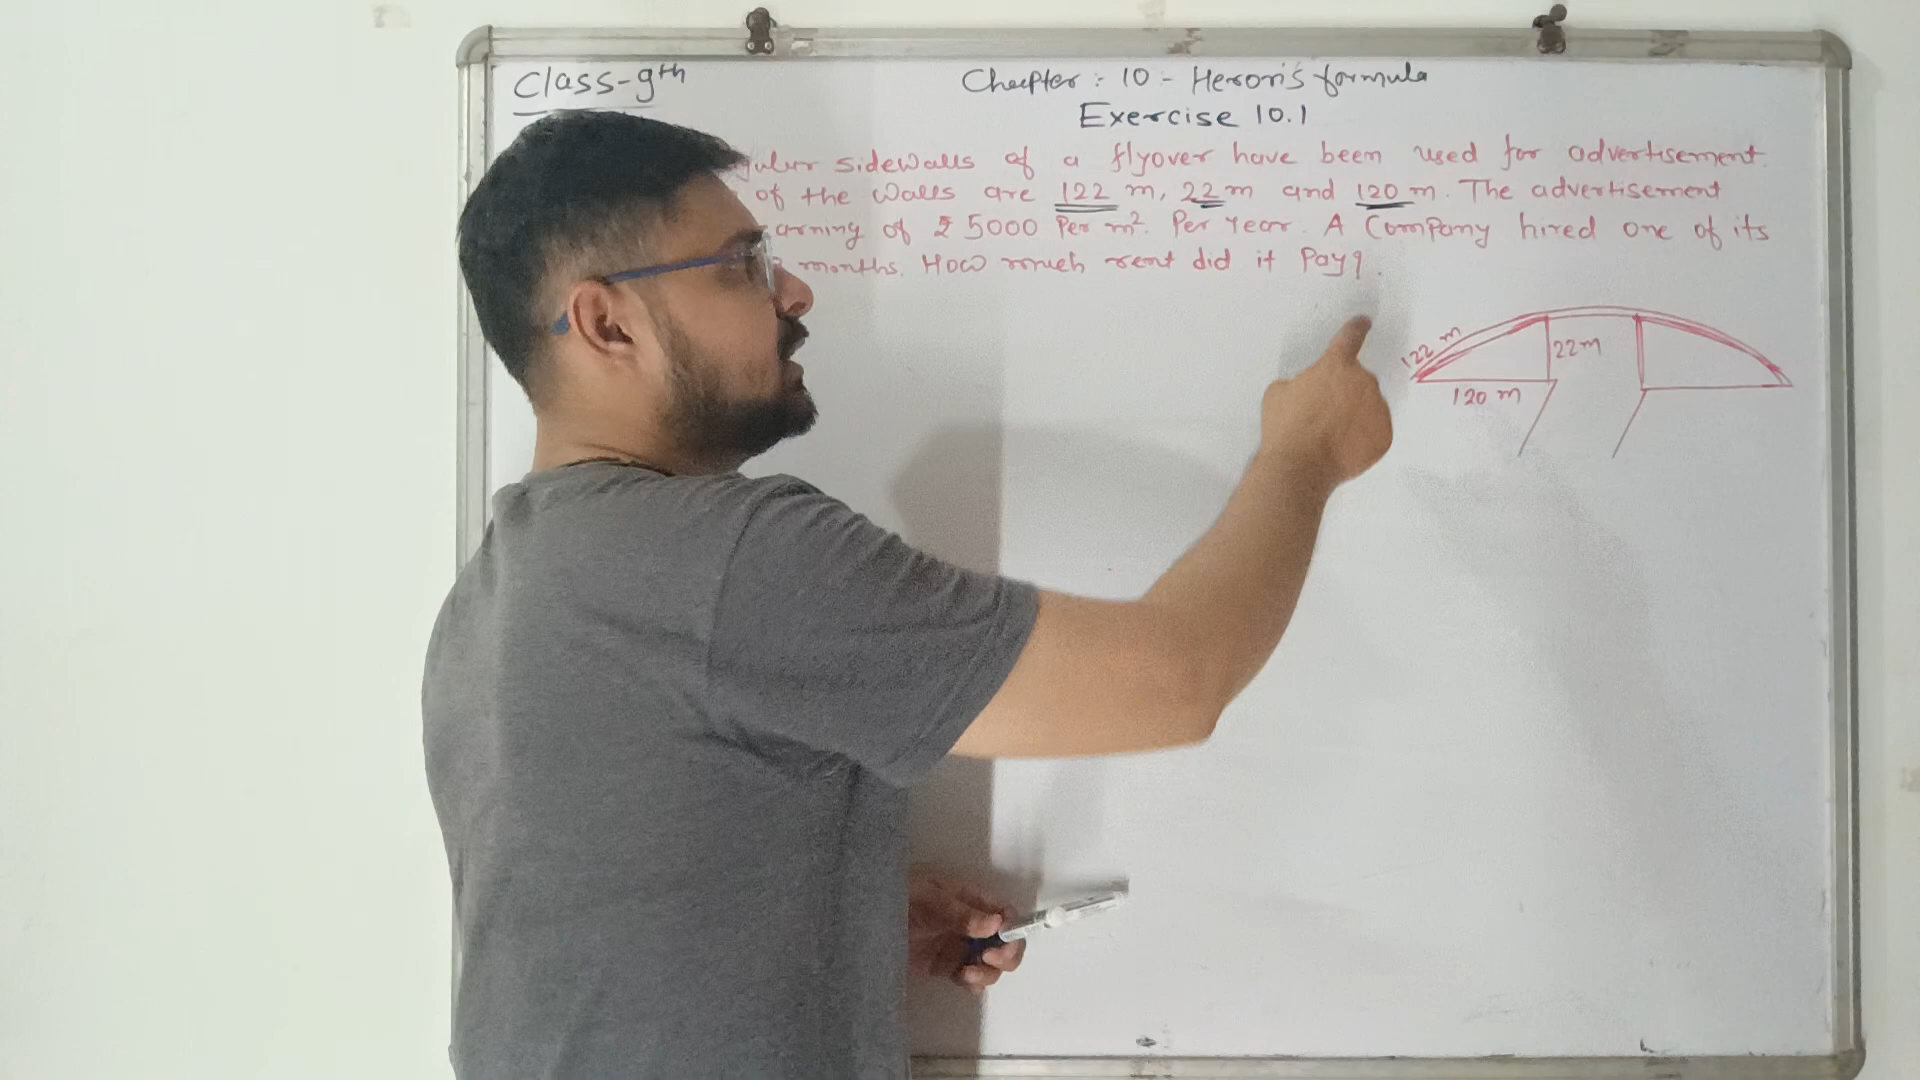 Class-9th
Chapter : 10 - Heron's formula
Exercise 10.1
gular sidewalls of a flyover have been used for advertisement.
of the walls are 122 m, 22 m and 120 m. The advertisement
arning of ₹ 5000 Per m². Per Year. A Company hired one of its
3 months. How much rent did it Pay?
122 m
22m
120 m